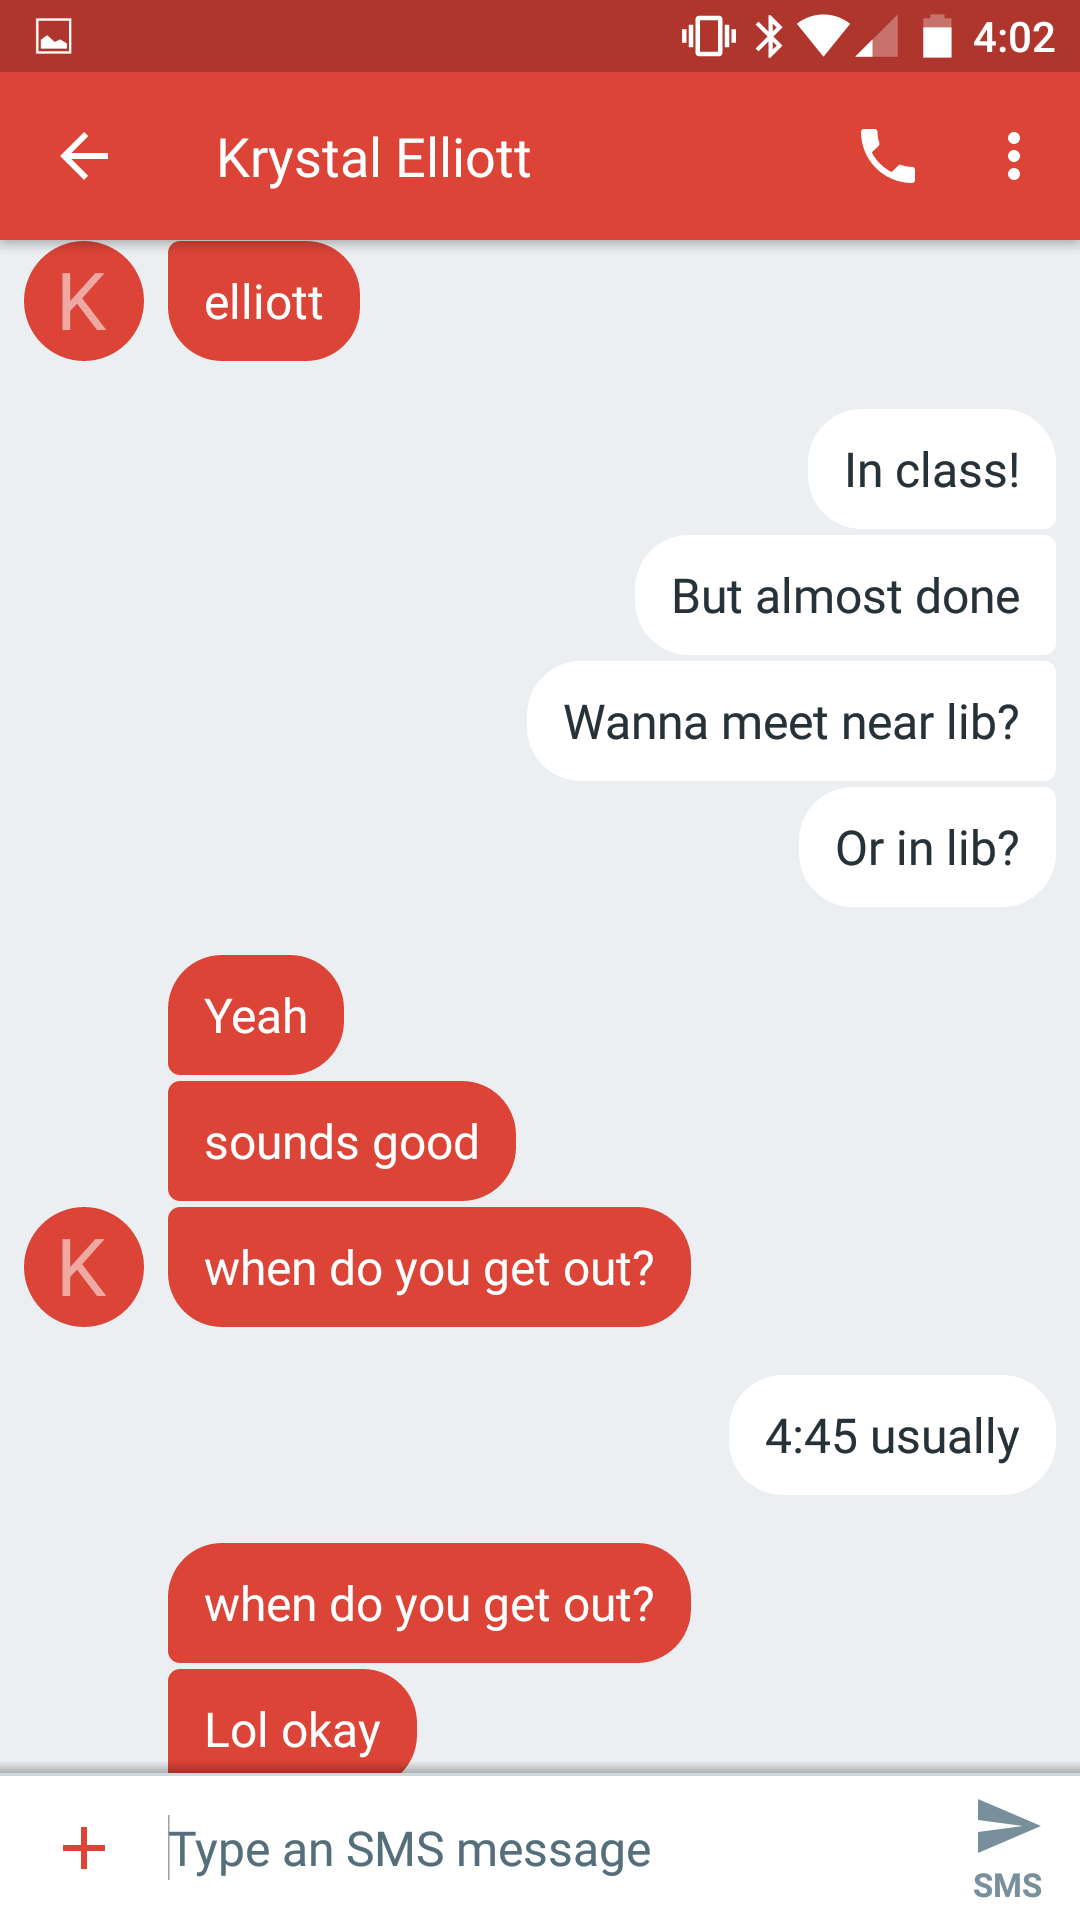 4:02
Krystal Elliott
K
elliott
In class!
But almost done
Wanna meet near lib?
Or in lib?
Yeah
sounds good
K
when do you get out?
4:45 usually
when do you get out?
Lol okay
Type an SMS message
SMS